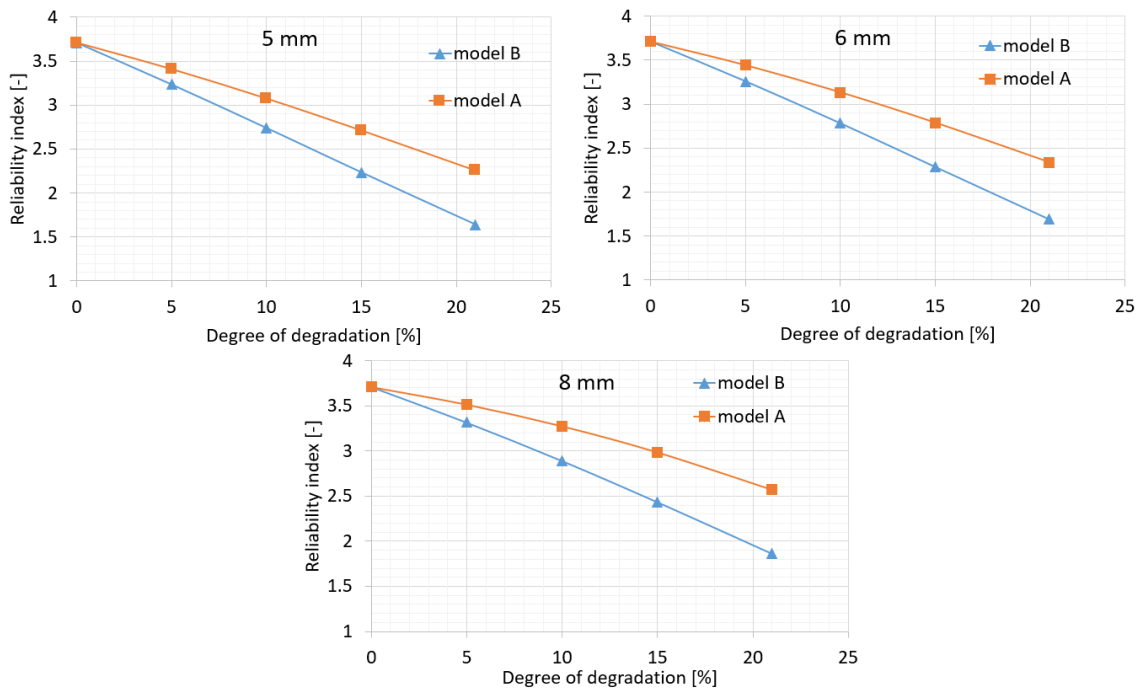 5 mm
model B
model A
Reliability index [-]
4
3.5
3
2.5
2
1.5
1
0 5 10 15 20 25
Degree of degradation [%]
6 mm
model B
model A
Reliability index [-]
4
3.5
3
2.5
2
1.5
1
0 5 10 15 20 25
Degree of degradation [%]
8 mm
model B
model A
Reliability index [-]
4
3.5
3
2.5
2
1.5
1
0 5 10 15 20 25
Degree of degradation [%]